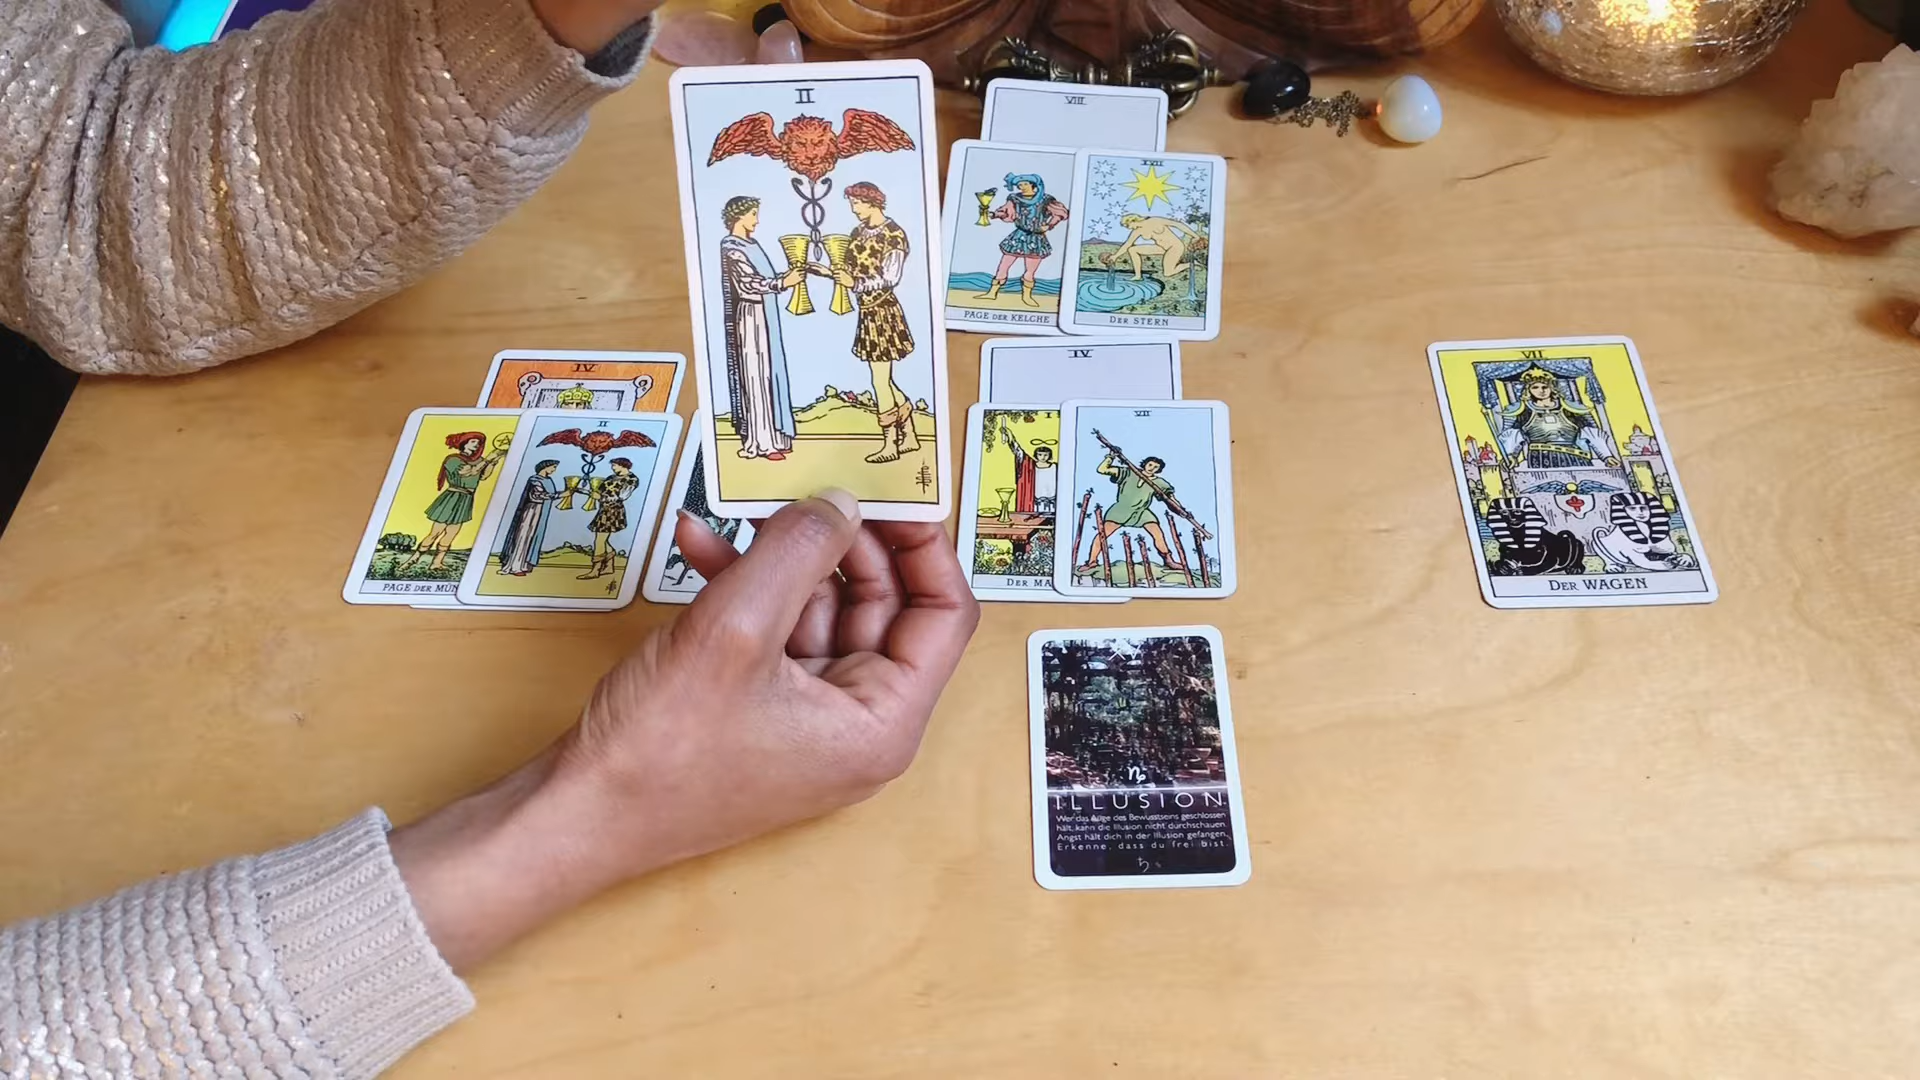 II
VIII
PAGE DER KELCHE
XVII
DER STERN
IV
PAGE DER MÜN
II
IV
DER MA
VII
VII
DER WAGEN
ILLUSION
Wer das Auge des Bewusstseins geschlossen
hält, kann die Illusion nicht durchschauen.
Angst hält dich in der Illusion gefangen.
Erkenne, dass du frei bist.